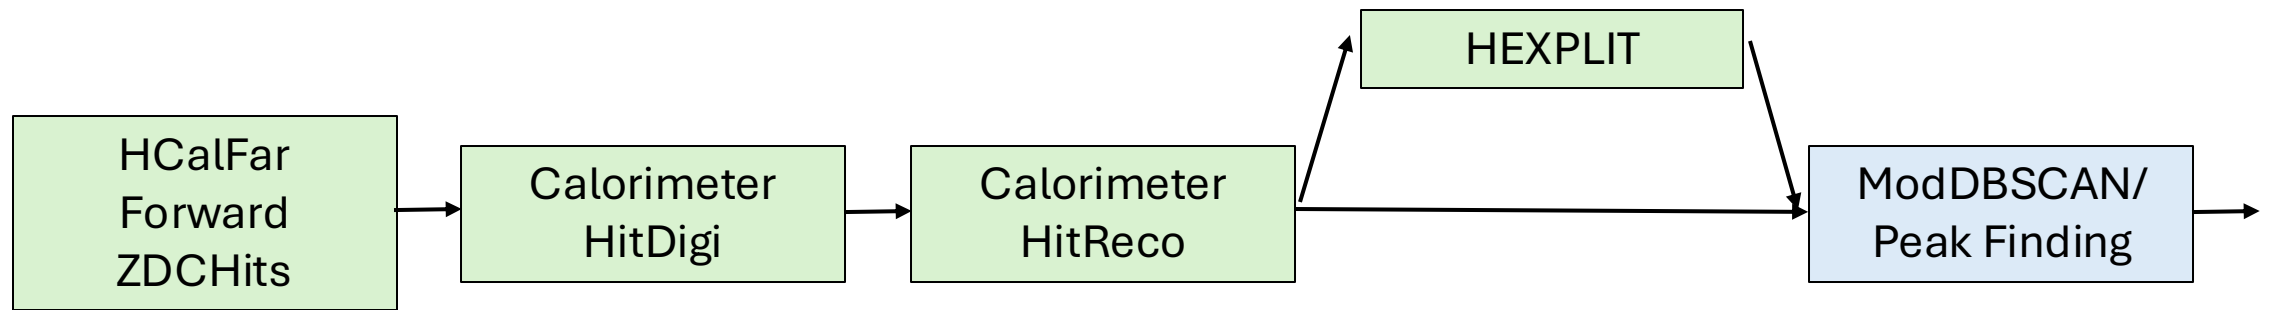 HEXPLIT
HCalFar
Forward
ZDCHits
Calorimeter
HitDigi
Calorimeter
HitReco
ModDBSCAN/
Peak Finding